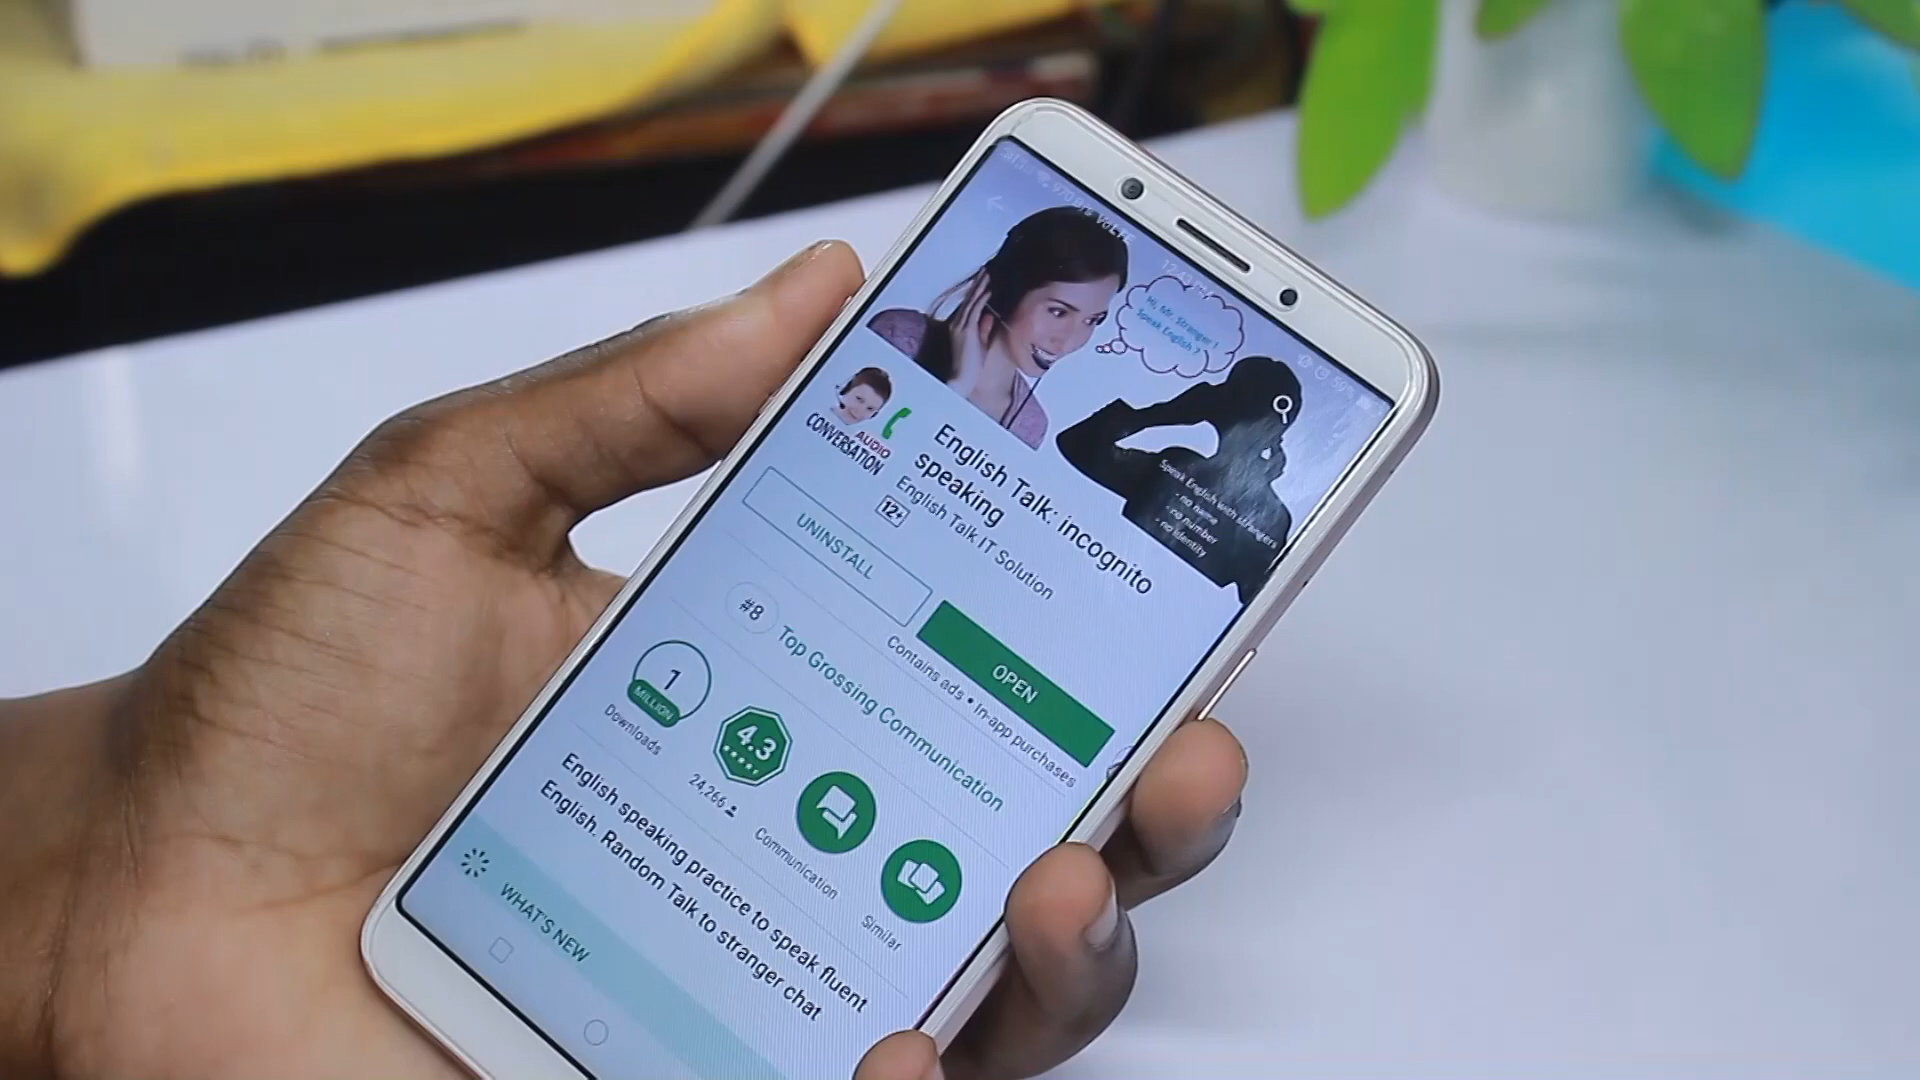 970 B/s VoLTE
Hi, Mr. Stranger !
Speak English ?
Speak English with strangers
- no name
- no number
- no identity
AUDIO
CONVERSATION
English Talk: incognito
speaking
English Talk IT Solution
12+
UNINSTALL
OPEN
Contains ads • In-app purchases
#8
Top Grossing Communication
1
MILLION
Downloads
4.3
24,266
Communication
Similar
English speaking practice to speak fluent
English. Random Talk to stranger chat
WHAT'S NEW